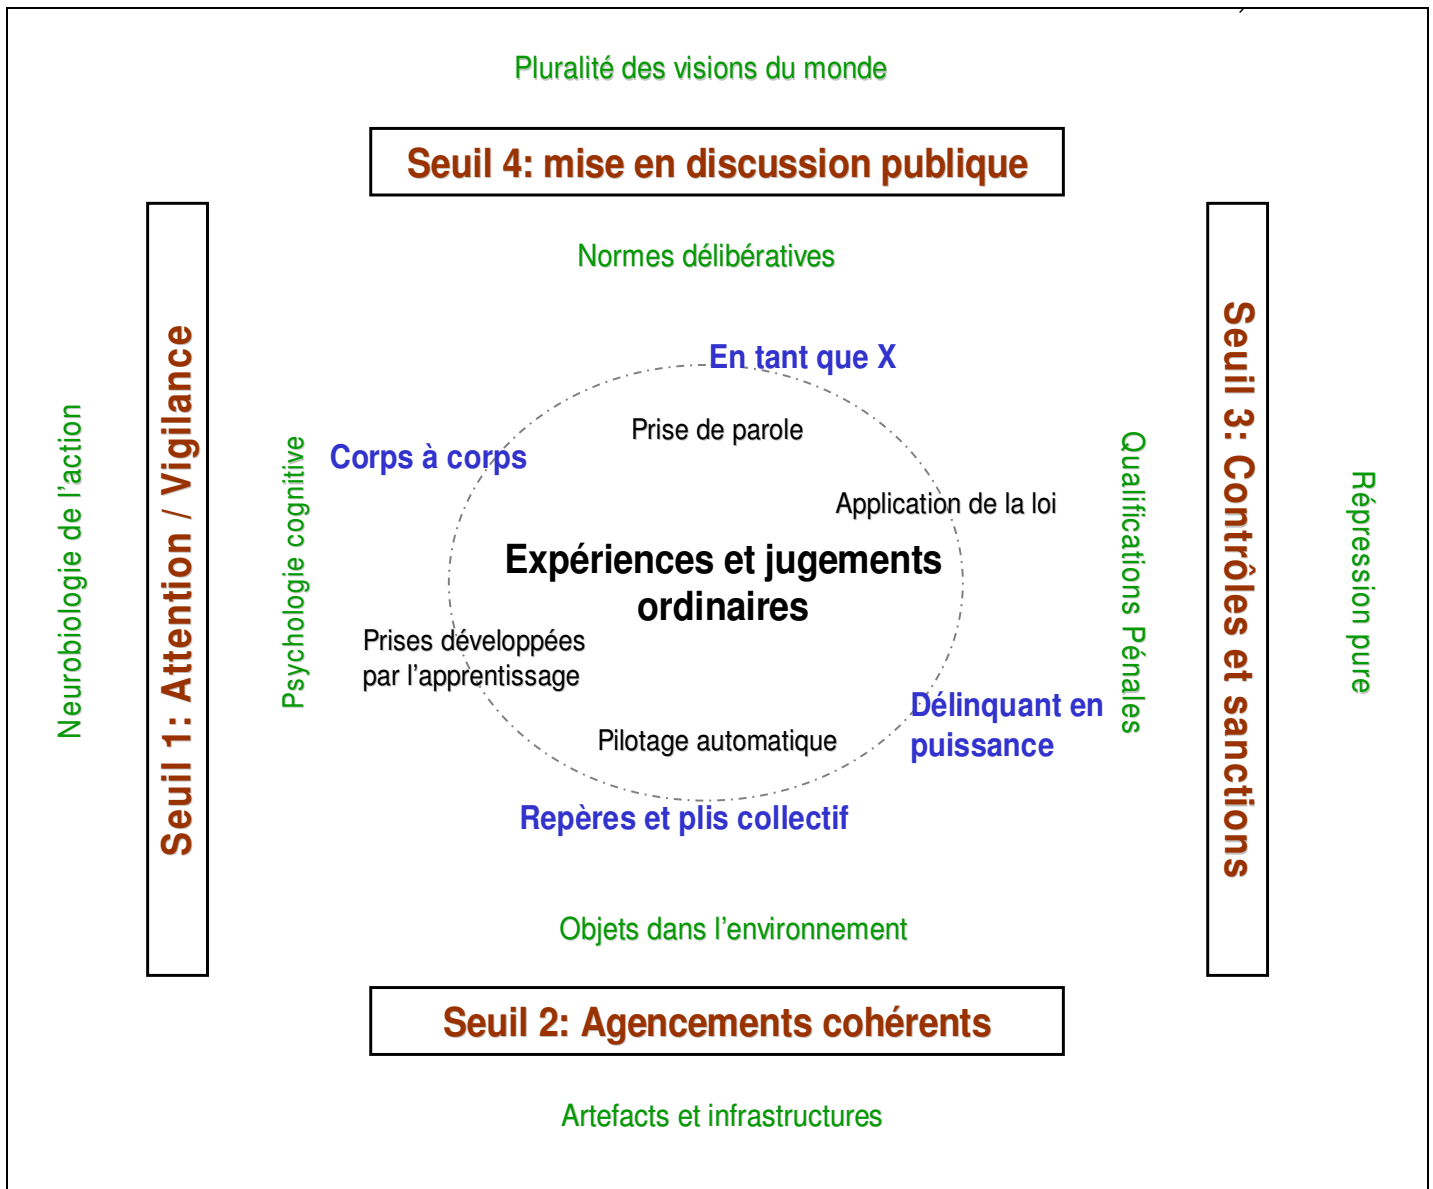 Pluralité des visions du monde
Seuil 4: mise en discussion publique
Normes délibératives
Neurobiologie de l'action
Seuil 1: Attention / Vigilance
Psychologie cognitive
En tant que X
Prise de parole
Corps à corps
Application de la loi
Expériences et jugements
ordinaires
Prises développées
par l'apprentissage
Pilotage automatique
Délinquant en
puissance
Repères et plis collectif
Qualifications Pénales
Seuil 3: Contrôles et sanctions
Répression pure
Objets dans l'environnement
Seuil 2: Agencements cohérents
Artefacts et infrastructures